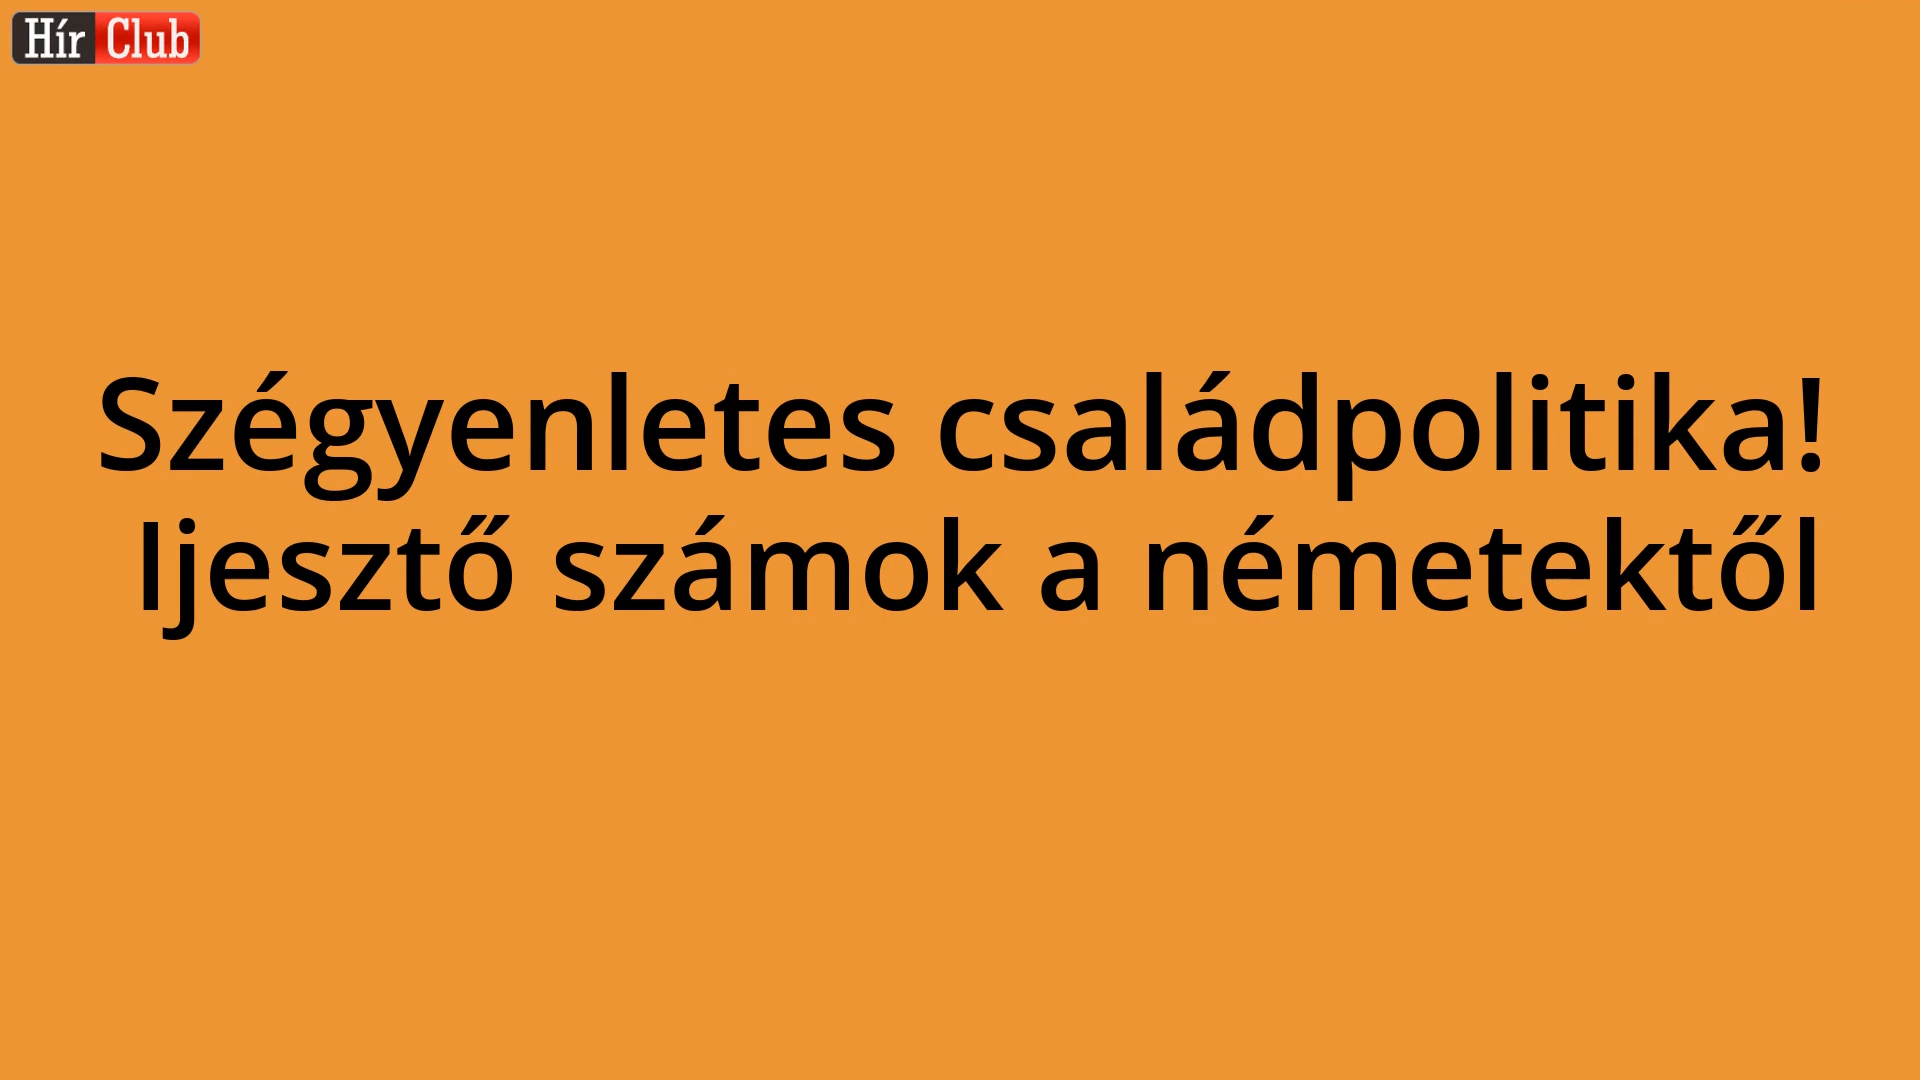 Hír Club
Szégyenletes családpolitika!
Ijesztő számok a németektől